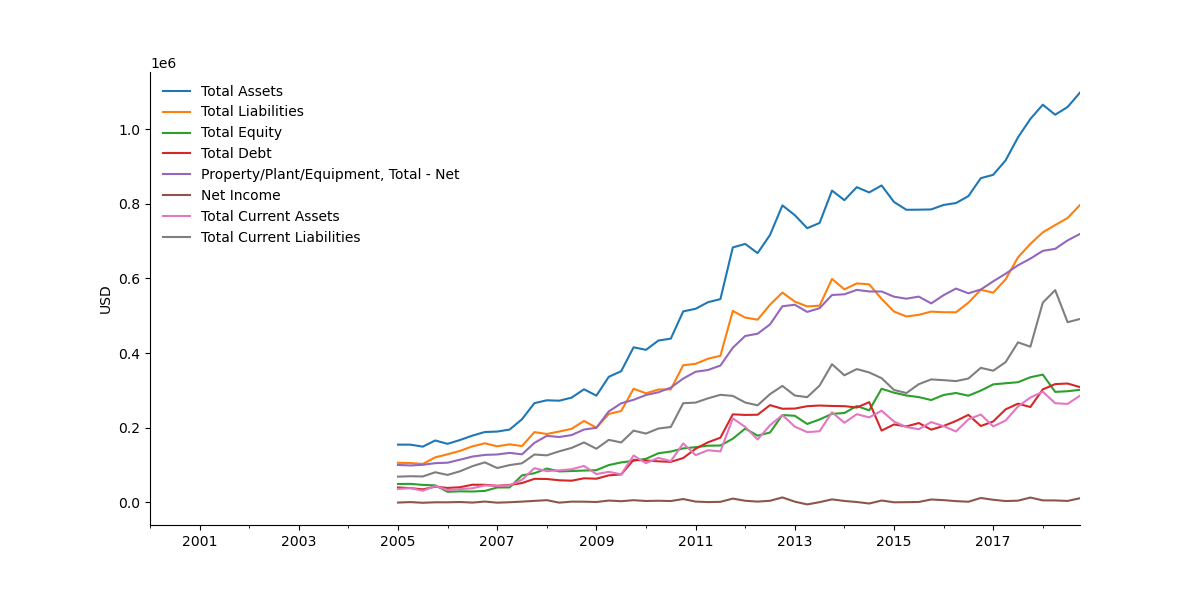 1e6
Total Assets
Total Liabilities
Total Equity
Total Debt
Property/Plant/Equipment, Total - Net
Net Income
Total Current Assets
Total Current Liabilities
1.0
0.8
0.6
0.4
0.2
0.0
USD
2001 2003 2005 2007 2009 2011 2013 2015 2017